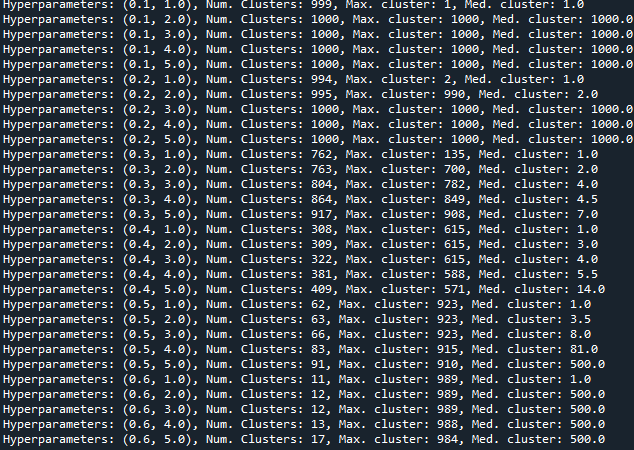 Hyperparameters: (0.1, 1.0), Num. Clusters: 999, Max. cluster: 1, Med. cluster: 1.0
Hyperparameters: (0.1, 2.0), Num. Clusters: 1000, Max. cluster: 1000, Med. cluster: 1000.0
Hyperparameters: (0.1, 3.0), Num. Clusters: 1000, Max. cluster: 1000, Med. cluster: 1000.0
Hyperparameters: (0.1, 4.0), Num. Clusters: 1000, Max. cluster: 1000, Med. cluster: 1000.0
Hyperparameters: (0.1, 5.0), Num. Clusters: 1000, Max. cluster: 1000, Med. cluster: 1000.0
Hyperparameters: (0.2, 1.0), Num. Clusters: 994, Max. cluster: 2, Med. cluster: 1.0
Hyperparameters: (0.2, 2.0), Num. Clusters: 995, Max. cluster: 990, Med. cluster: 2.0
Hyperparameters: (0.2, 3.0), Num. Clusters: 1000, Max. cluster: 1000, Med. cluster: 1000.0
Hyperparameters: (0.2, 4.0), Num. Clusters: 1000, Max. cluster: 1000, Med. cluster: 1000.0
Hyperparameters: (0.2, 5.0), Num. Clusters: 1000, Max. cluster: 1000, Med. cluster: 1000.0
Hyperparameters: (0.3, 1.0), Num. Clusters: 762, Max. cluster: 135, Med. cluster: 1.0
Hyperparameters: (0.3, 2.0), Num. Clusters: 763, Max. cluster: 700, Med. cluster: 2.0
Hyperparameters: (0.3, 3.0), Num. Clusters: 804, Max. cluster: 782, Med. cluster: 4.0
Hyperparameters: (0.3, 4.0), Num. Clusters: 864, Max. cluster: 849, Med. cluster: 4.5
Hyperparameters: (0.3, 5.0), Num. Clusters: 917, Max. cluster: 908, Med. cluster: 7.0
Hyperparameters: (0.4, 1.0), Num. Clusters: 308, Max. cluster: 615, Med. cluster: 1.0
Hyperparameters: (0.4, 2.0), Num. Clusters: 309, Max. cluster: 615, Med. cluster: 3.0
Hyperparameters: (0.4, 3.0), Num. Clusters: 322, Max. cluster: 615, Med. cluster: 4.0
Hyperparameters: (0.4, 4.0), Num. Clusters: 381, Max. cluster: 588, Med. cluster: 5.5
Hyperparameters: (0.4, 5.0), Num. Clusters: 409, Max. cluster: 571, Med. cluster: 14.0
Hyperparameters: (0.5, 1.0), Num. Clusters: 62, Max. cluster: 923, Med. cluster: 1.0
Hyperparameters: (0.5, 2.0), Num. Clusters: 63, Max. cluster: 923, Med. cluster: 3.5
Hyperparameters: (0.5, 3.0), Num. Clusters: 66, Max. cluster: 923, Med. cluster: 8.0
Hyperparameters: (0.5, 4.0), Num. Clusters: 83, Max. cluster: 915, Med. cluster: 81.0
Hyperparameters: (0.5, 5.0), Num. Clusters: 91, Max. cluster: 910, Med. cluster: 500.0
Hyperparameters: (0.6, 1.0), Num. Clusters: 11, Max. cluster: 989, Med. cluster: 1.0
Hyperparameters: (0.6, 2.0), Num. Clusters: 12, Max. cluster: 989, Med. cluster: 500.0
Hyperparameters: (0.6, 3.0), Num. Clusters: 12, Max. cluster: 989, Med. cluster: 500.0
Hyperparameters: (0.6, 4.0), Num. Clusters: 13, Max. cluster: 988, Med. cluster: 500.0
Hyperparameters: (0.6, 5.0), Num. Clusters: 17, Max. cluster: 984, Med. cluster: 500.0